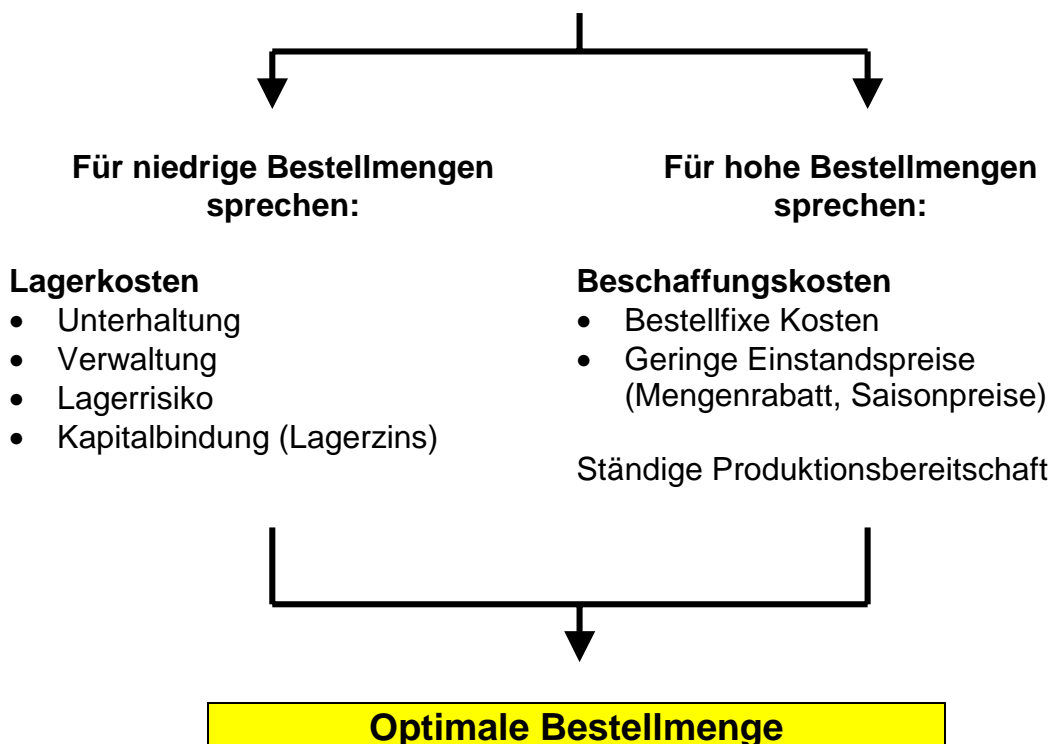 Für niedrige Bestellmengen
sprechen:
Lagerkosten
• Unterhaltung
• Verwaltung
• Lagerrisiko
• Kapitalbindung (Lagerzins)
Für hohe Bestellmengen
sprechen:
Beschaffungskosten
• Bestellfixe Kosten
• Geringe Einstandspreise
(Mengenrabatt, Saisonpreise)
Ständige Produktionsbereitschaft
Optimale Bestellmenge